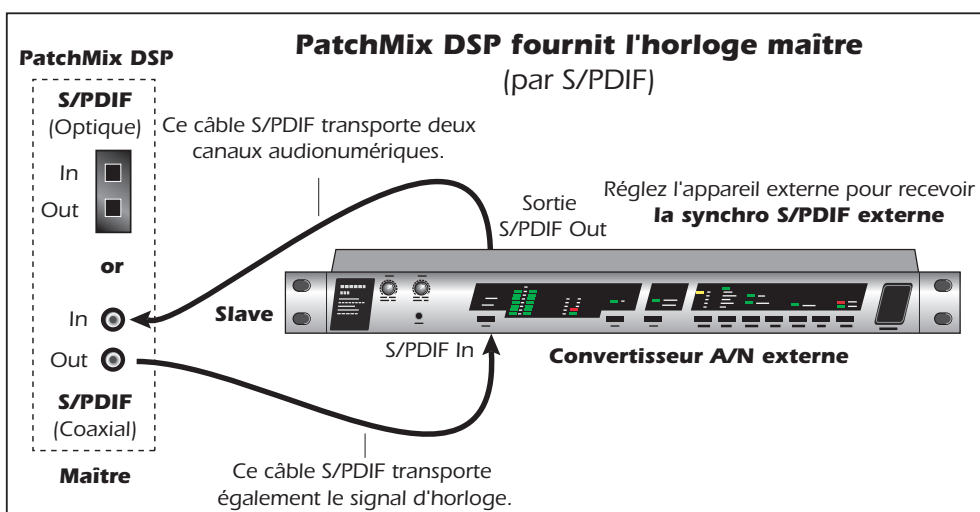 PatchMix DSP fournit l'horloge maître
(par S/PDIF)
PatchMix DSP
S/PDIF
(Optique)
In
Out
or
In
Out
S/PDIF
(Coaxial)
Maître
Ce câble S/PDIF transporte deux
canaux audionumériques.
Sortie
S/PDIF Out
Réglez l'appareil externe pour recevoir
la synchro S/PDIF externe
Slave
S/PDIF In
Convertisseur A/N externe
Ce câble S/PDIF transporte
également le signal d'horloge.